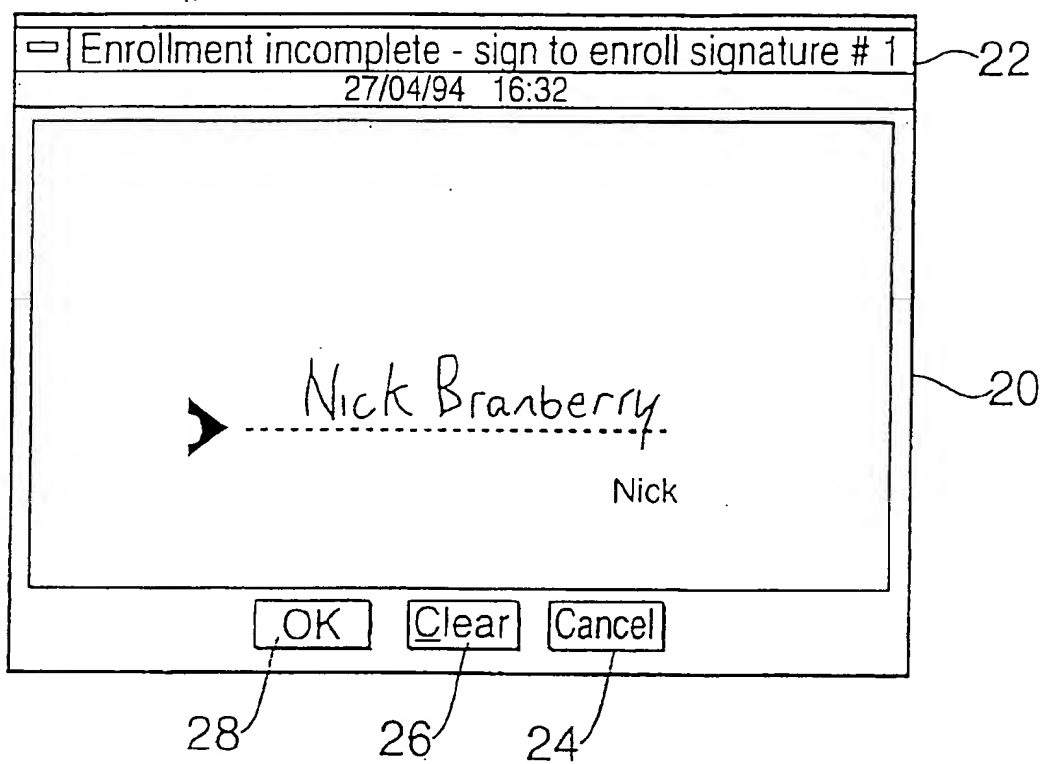 Enrollment incomplete - sign to enroll signature # 1
22
27/04/94 16:32
20
Nick Branberry
Nick
OK Clear Cancel
28 26 24